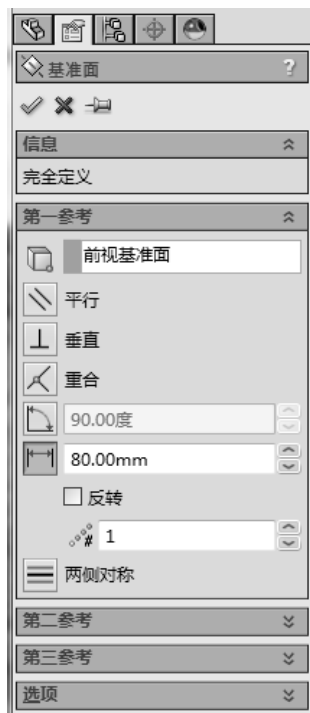 基准面 ?
信息
完全定义
第一参考
前视基准面
平行
垂直
重合
90.00度
80.00mm
反转
# 1
两侧对称
第二参考
第三参考
选项